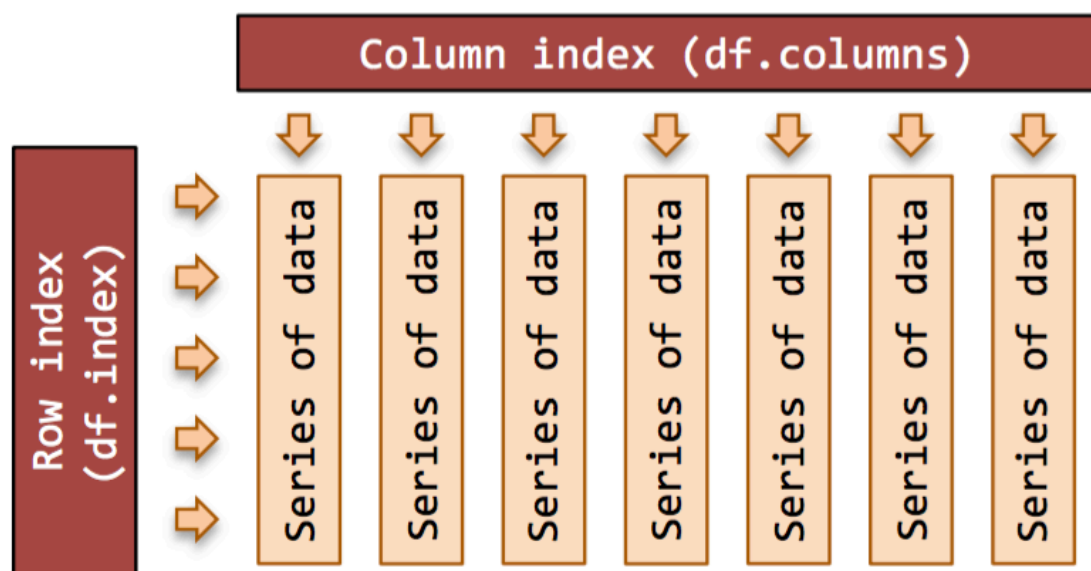 Column index (df.columns)
Row index
(df.index)
Series of data
Series of data
Series of data
Series of data
Series of data
Series of data
Series of data